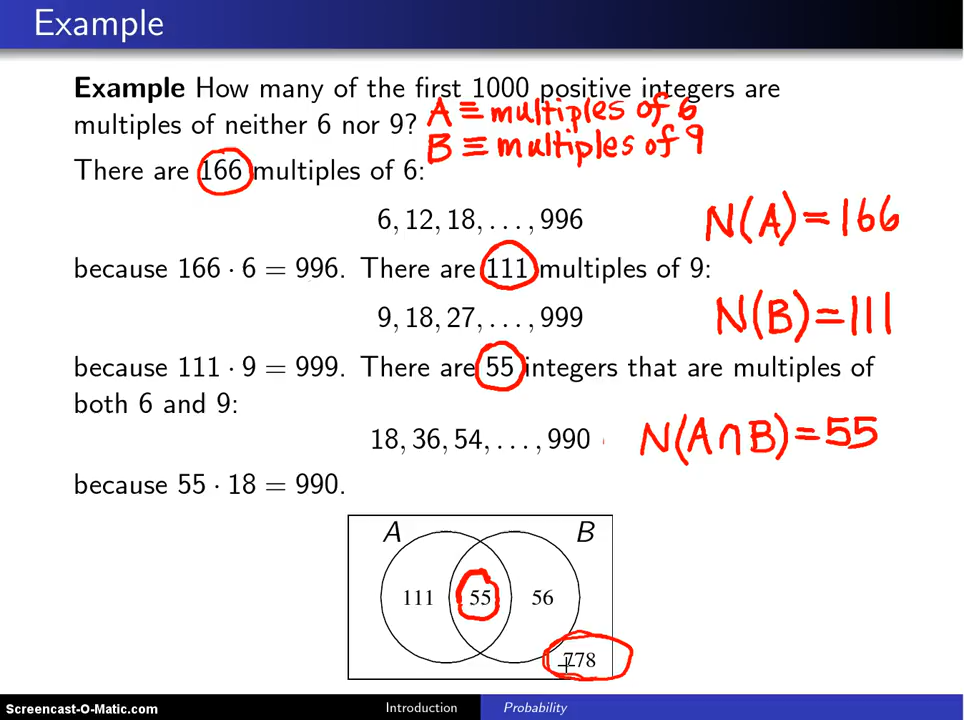 Example
Example How many of the first 1000 positive integers are
multiples of neither 6 nor 9?
A ≡ multiples of 6
B ≡ multiples of 9
There are 166 multiples of 6:
6, 12, 18, . . . , 996
N(A) = 166
because 166 · 6 = 996. There are 111 multiples of 9:
9, 18, 27, . . . , 999
N(B) = 111
because 111 · 9 = 999. There are 55 integers that are multiples of
both 6 and 9:
18, 36, 54, . . . , 990
N(A∩B) = 55
because 55 · 18 = 990.
A B
111 55 56
778
Screencast-O-Matic.com Introduction Probability